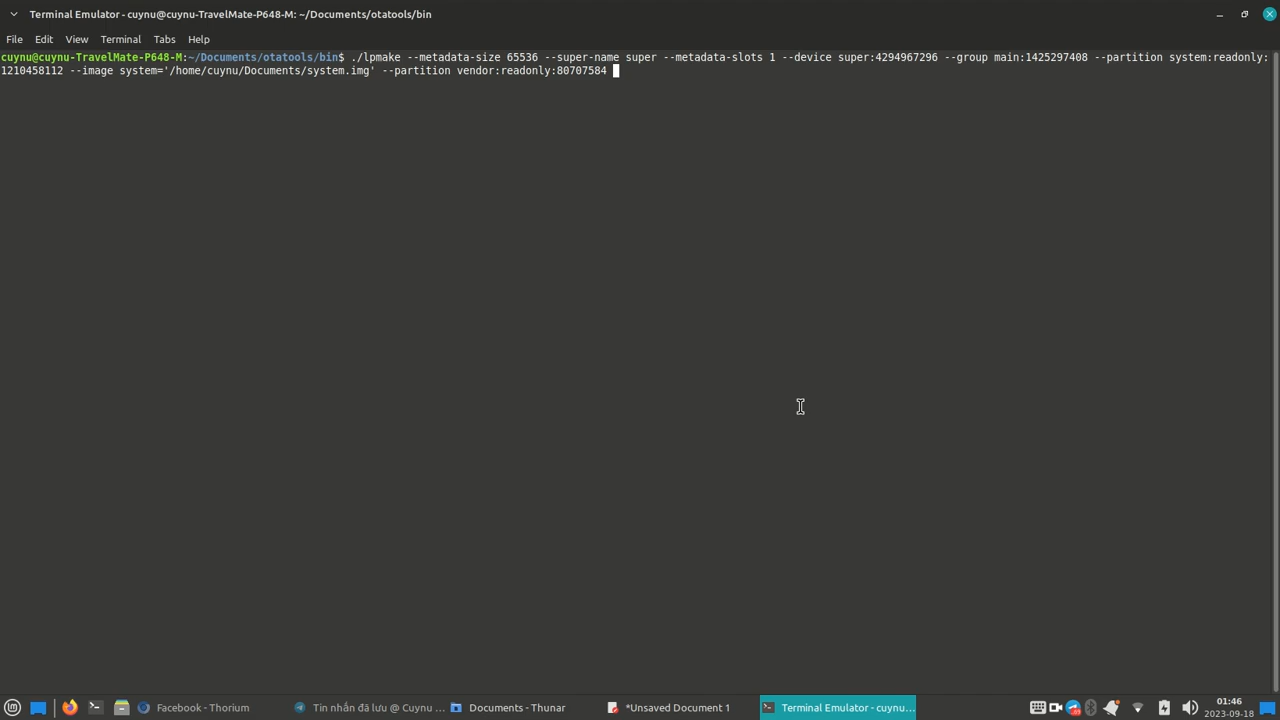 Terminal Emulator - cuynu@cuynu-TravelMate-P648-M: ~/Documents/otatools/bin
File Edit View Terminal Tabs Help
cuynu@cuynu-TravelMate-P648-M:~/Documents/otatools/bin$ ./lpmake --metadata-size 65536 --super-name super --metadata-slots 1 --device super:4294967296 --group main:1425297408 --partition system:readonly:
1210458112 --image system='/home/cuynu/Documents/system.img' --partition vendor:readonly:80707584
Facebook - Thorium
Tin nhắn đã lưu @ Cuynu ...
Documents - Thunar
*Unsaved Document 1
Terminal Emulator - cuynu...
01:46
2023-09-18